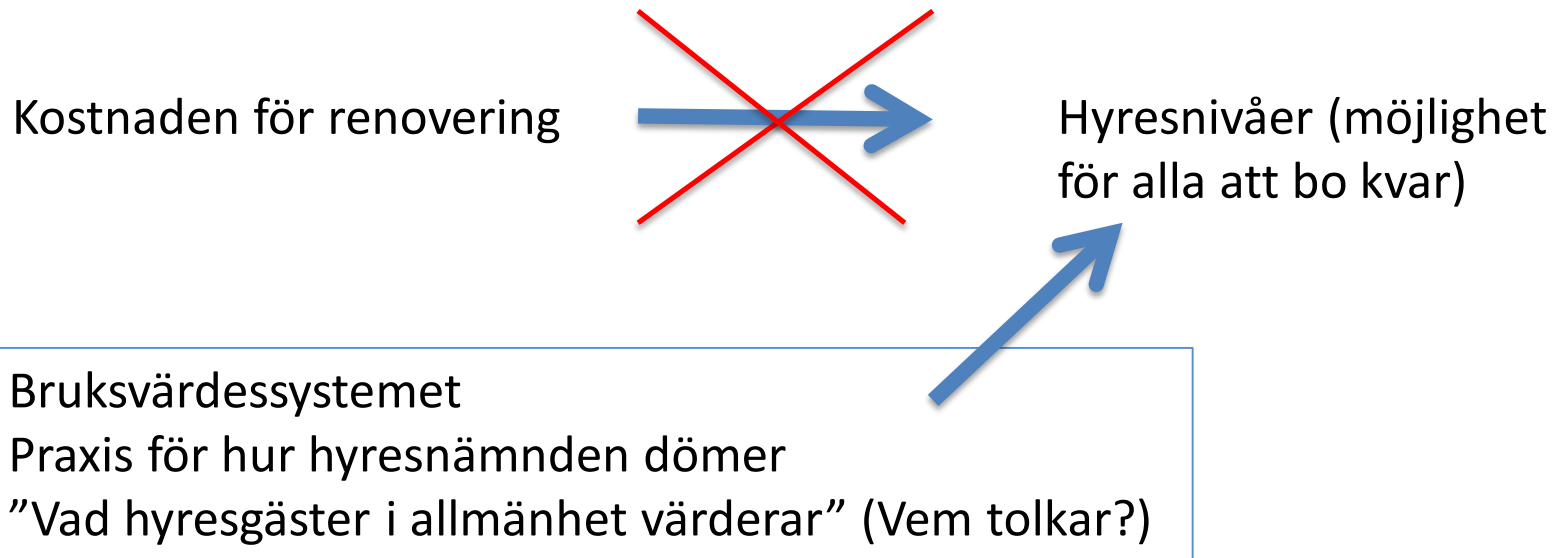 Kostnaden för renovering
Hyresnivåer (möjlighet
för alla att bo kvar)
Bruksvärdessystemet
Praxis för hur hyresnämnden dömer
”Vad hyresgäster i allmänhet värderar” (Vem tolkar?)